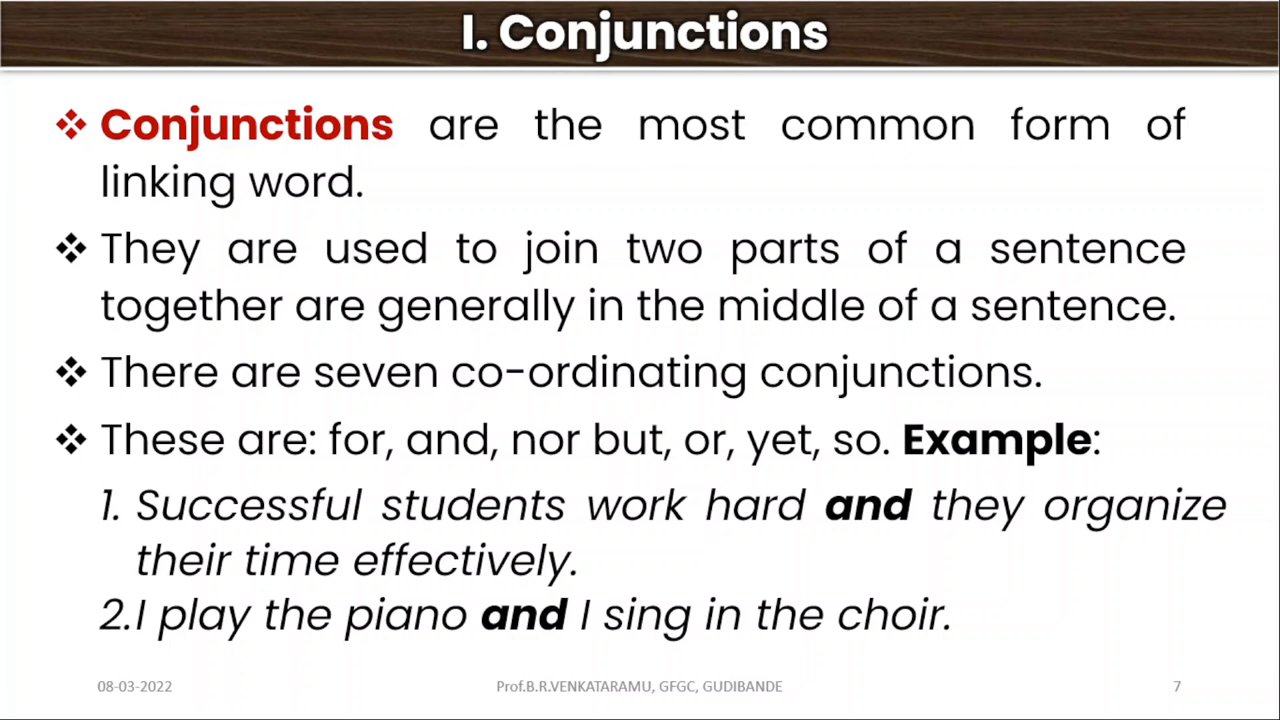 I. Conjunctions
❖ Conjunctions are the most common form of
linking word.
❖ They are used to join two parts of a sentence
together are generally in the middle of a sentence.
❖ There are seven co-ordinating conjunctions.
❖ These are: for, and, nor but, or, yet, so. Example:
1. Successful students work hard and they organize
their time effectively.
2.I play the piano and I sing in the choir.
08-03-2022 Prof.B.R.VENKATARAMU, GFGC, GUDIBANDE 7